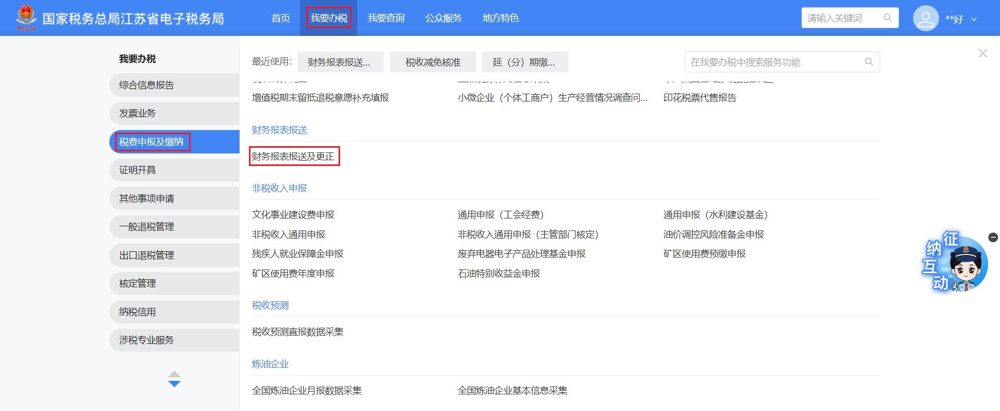 国家税务总局江苏省电子税务局
首页 我要办税 我要查询 公众服务 地方特色
请输入关键词
**好
我要办税
综合信息报告
发票业务
税费申报及缴纳
证明开具
其他事项申请
一般退税管理
出口退税管理
核定管理
纳税信用
涉税专业服务
最近使用： 财务报表报送... 税收减免核准 延（分）期缴...
在我要办税中搜索服务功能
增值税期末留抵退税意愿补充填报 小微企业（个体工商户）生产经营情况调查问... 印花税票代售报告
财务报表报送
财务报表报送及更正
非税收入申报
文化事业建设费申报 通用申报（工会经费） 通用申报（水利建设基金）
非税收入通用申报 非税收入通用申报（主管部门核定） 油价调控风险准备金申报
残疾人就业保障金申报 废弃电器电子产品处理基金申报 矿区使用费预缴申报
矿区使用费年度申报 石油特别收益金申报
税收预测
税收预测直报数据采集
炼油企业
全国炼油企业月报数据采集 全国炼油企业基本信息采集
征纳互动